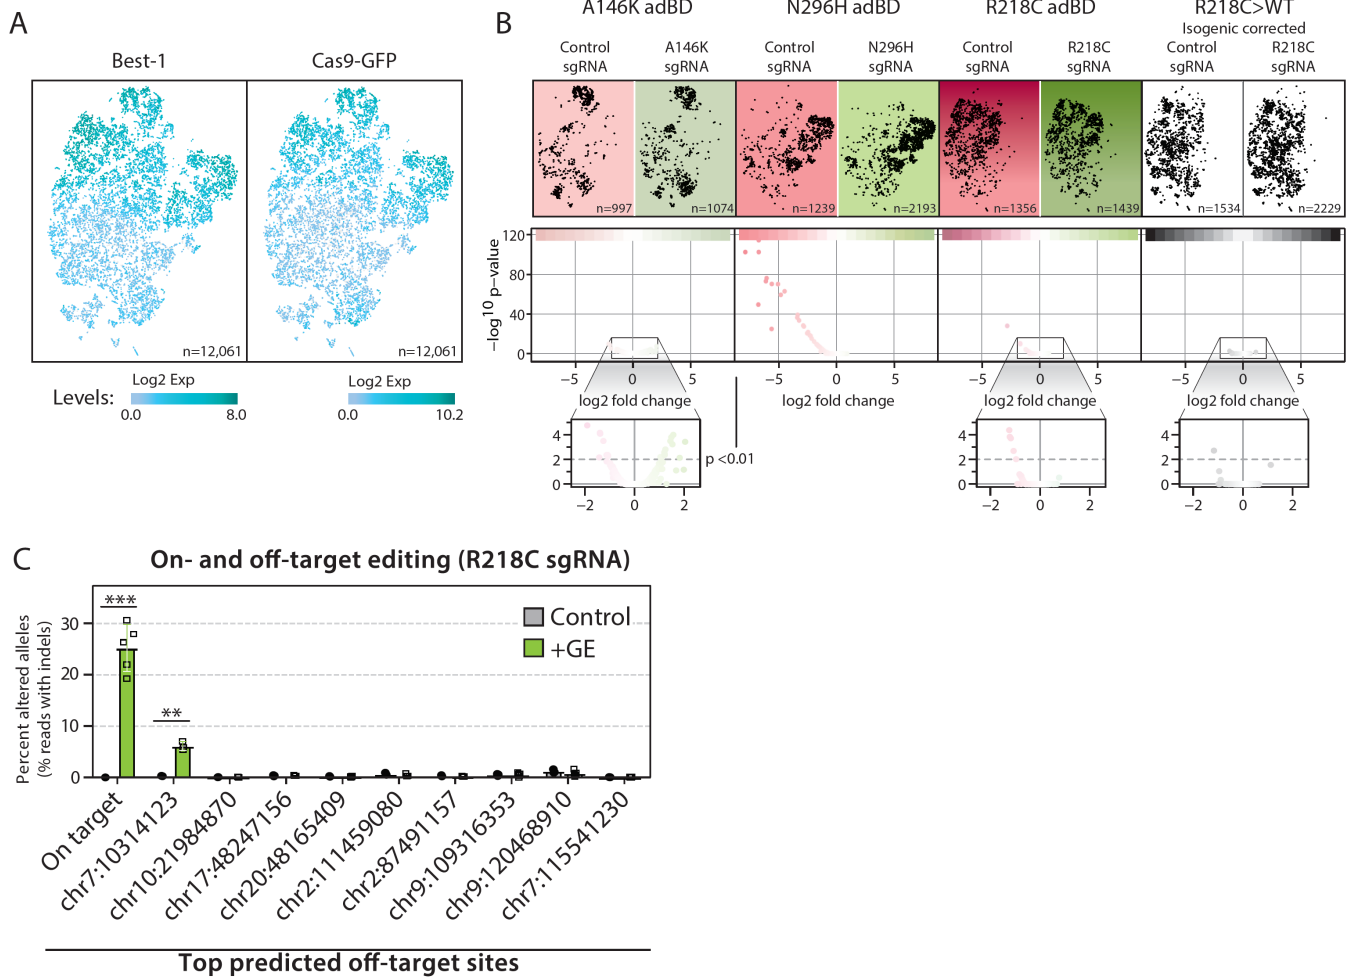 A
Best-1
Cas9-GFP
n=12,061
n=12,061
Log2 Exp
Log2 Exp
Levels:
0.0
8.0
0.0
10.2
B
A146K adBD
N296H adBD
R218C adBD
R218C>WT
Isogenic corrected
Control sgRNA
A146K sgRNA
Control sgRNA
N296H sgRNA
Control sgRNA
R218C sgRNA
Control sgRNA
R218C sgRNA
n=997
n=1074
n=1239
n=2193
n=1356
n=1439
n=1534
n=2229
−log10 p−value
120
80
40
0
−5 0 5
−5 0 5
−5 0 5
−5 0 5
log2 fold change
log2 fold change
log2 fold change
log2 fold change
4
2
0
−2 0 2
p <0.01
4
2
0
−2 0 2
4
2
0
−2 0 2
C
On- and off-target editing (R218C sgRNA)
Percent altered alleles
(% reads with indels)
30
20
10
0
***
**
Control
+GE
On target
chr7:10314123
chr10:21984870
chr17:48247156
chr20:48165409
chr2:111459080
chr2:87491157
chr9:109316353
chr9:120468910
chr7:115541230
Top predicted off-target sites